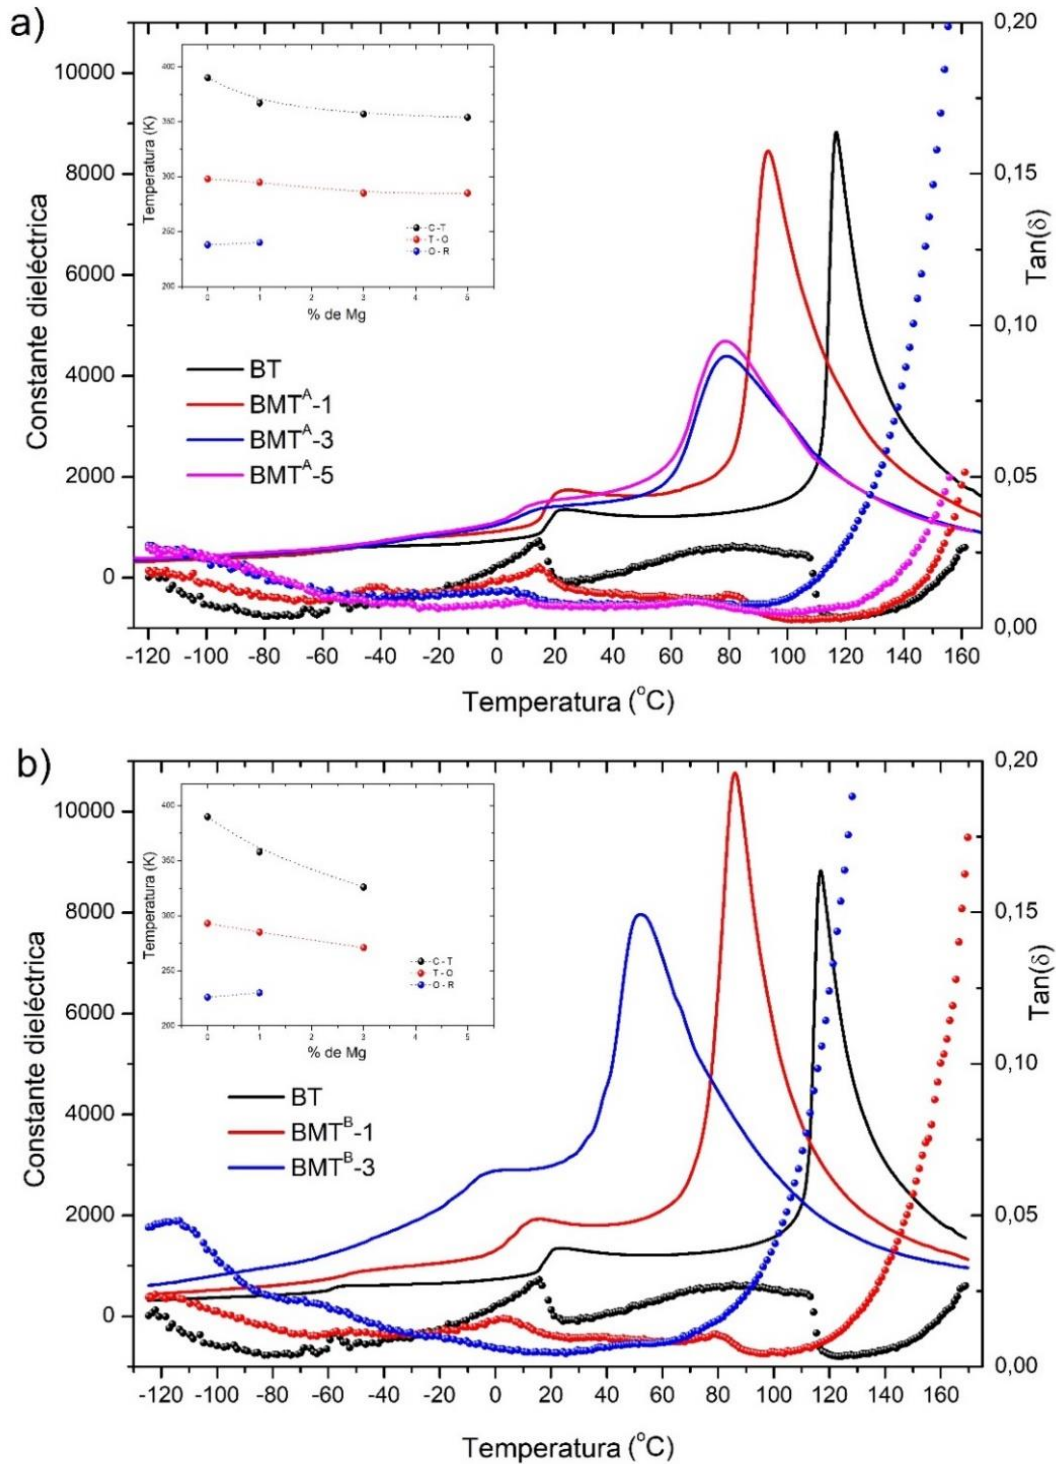 a)
10000
8000
6000
4000
2000
0
Constante dieléctrica
0,20
0,15
0,10
0,05
0,00
Tan(δ)
400
350
300
250
200
Temperatura (K)
C - T
T - O
O - R
0 1 2 3 4 5
% de Mg
BT
BMTᴬ-1
BMTᴬ-3
BMTᴬ-5
-120 -100 -80 -60 -40 -20 0 20 40 60 80 100 120 140 160
Temperatura (°C)
b)
10000
8000
6000
4000
2000
0
Constante dieléctrica
0,20
0,15
0,10
0,05
0,00
Tan(δ)
400
350
300
250
200
Temperatura (K)
C - T
T - O
O - R
0 1 2 3 4 5
% de Mg
BT
BMTᴮ-1
BMTᴮ-3
-120 -100 -80 -60 -40 -20 0 20 40 60 80 100 120 140 160
Temperatura (°C)